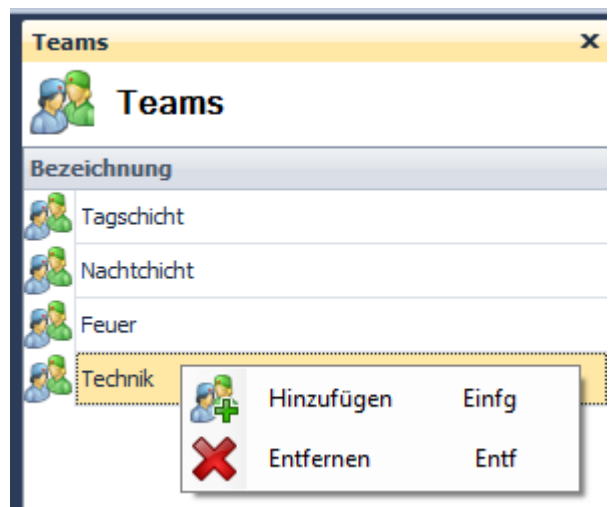 Teams
Teams
Bezeichnung
Tagschicht
Nachtchicht
Feuer
Technik
Hinzufügen Einfg
Entfernen Entf